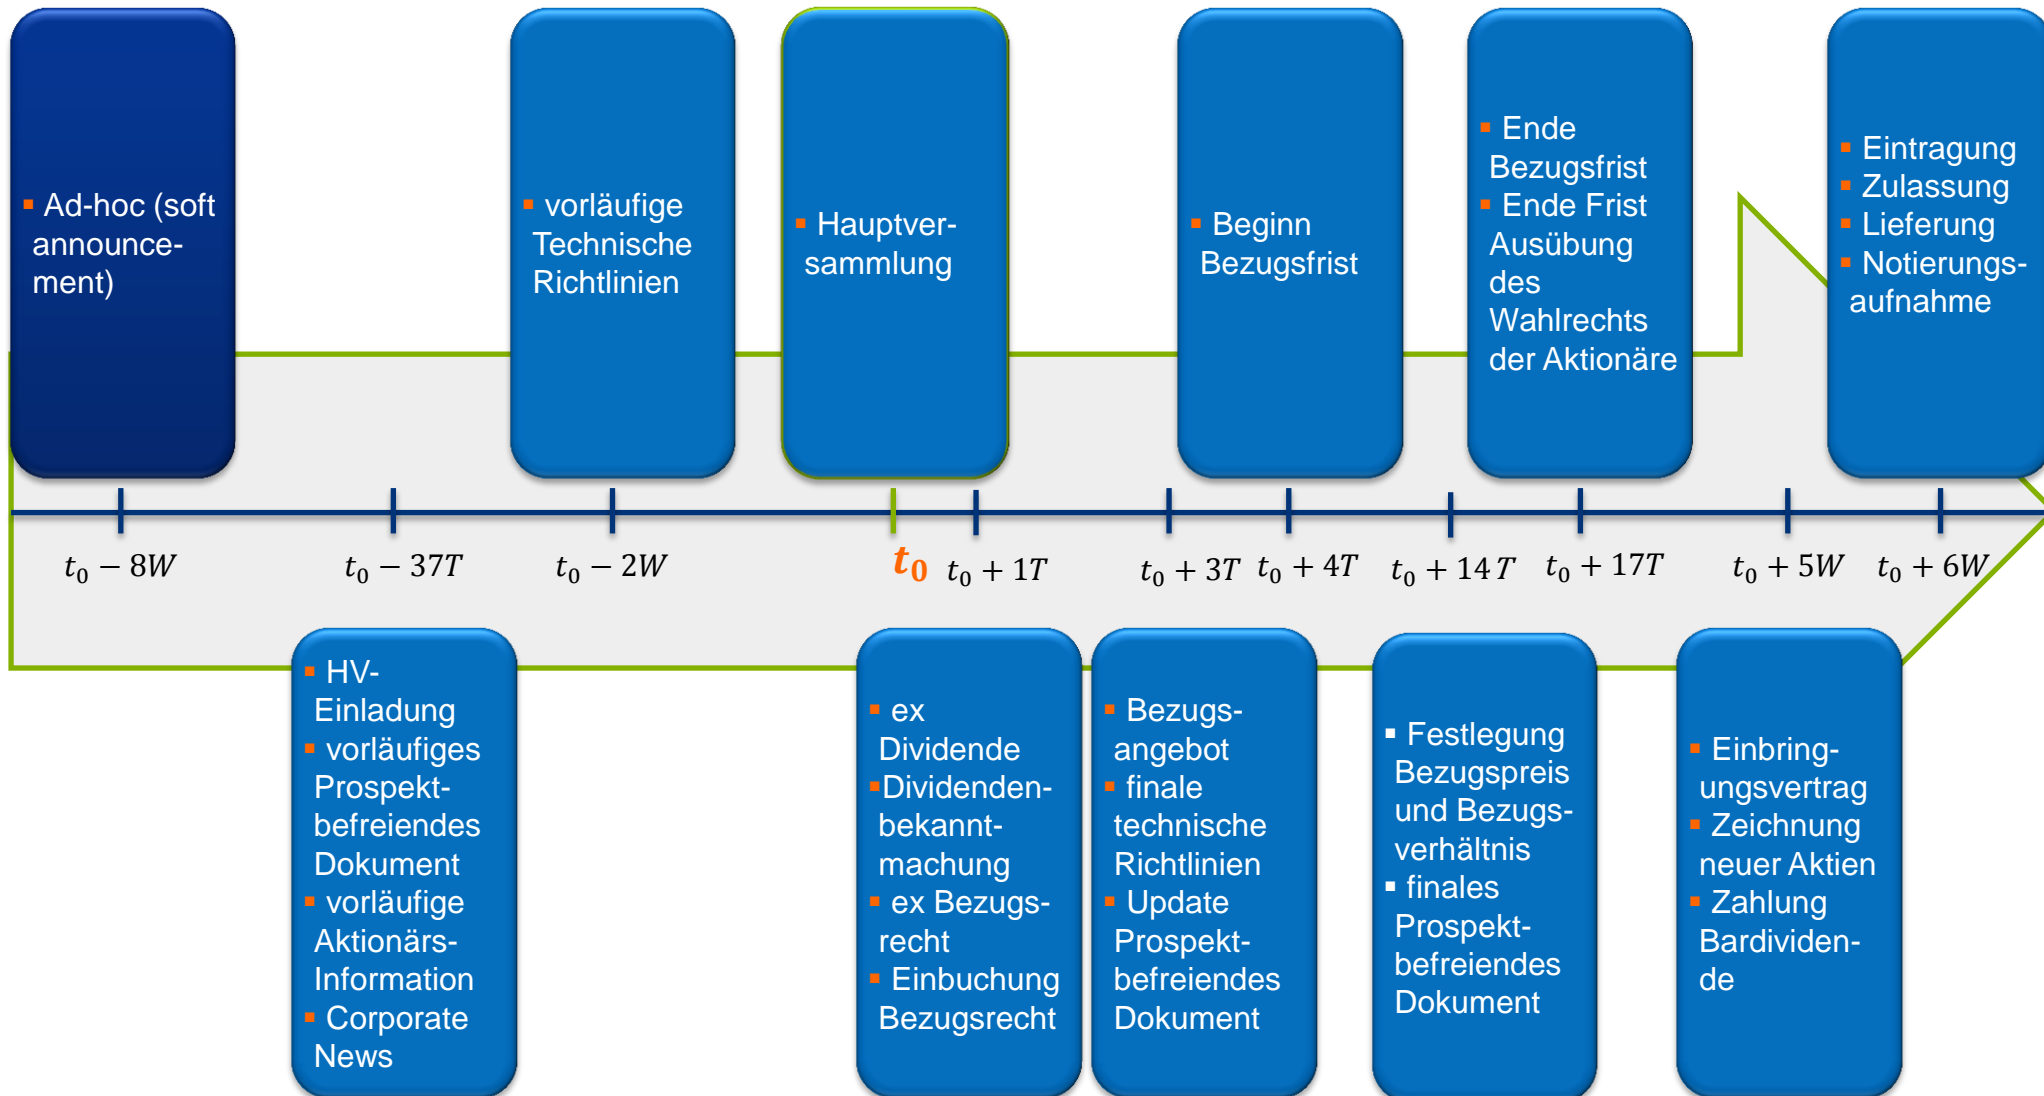 ▪ Ad-hoc (soft
announce-
ment)
▪ vorläufige
Technische
Richtlinien
▪ Hauptver-
sammlung
▪ Beginn
Bezugsfrist
▪ Ende
Bezugsfrist
▪ Ende Frist
Ausübung
des
Wahlrechts
der Aktionäre
▪ Eintragung
▪ Zulassung
▪ Lieferung
▪ Notierungs-
aufnahme
t₀ − 8W
t₀ − 37T
t₀ − 2W
t₀
t₀ + 1T
t₀ + 3T
t₀ + 4T
t₀ + 14 T
t₀ + 17T
t₀ + 5W
t₀ + 6W
▪ HV-
Einladung
▪ vorläufiges
Prospekt-
befreiendes
Dokument
▪ vorläufige
Aktionärs-
Information
▪ Corporate
News
▪ ex
Dividende
▪Dividenden-
bekannt-
machung
▪ ex Bezugs-
recht
▪ Einbuchung
Bezugsrecht
▪ Bezugs-
angebot
▪ finale
technische
Richtlinien
▪ Update
Prospekt-
befreiendes
Dokument
▪ Festlegung
Bezugspreis
und Bezugs-
verhältnis
▪ finales
Prospekt-
befreiendes
Dokument
▪ Einbring-
ungsvertrag
▪ Zeichnung
neuer Aktien
▪ Zahlung
Bardividen-
de